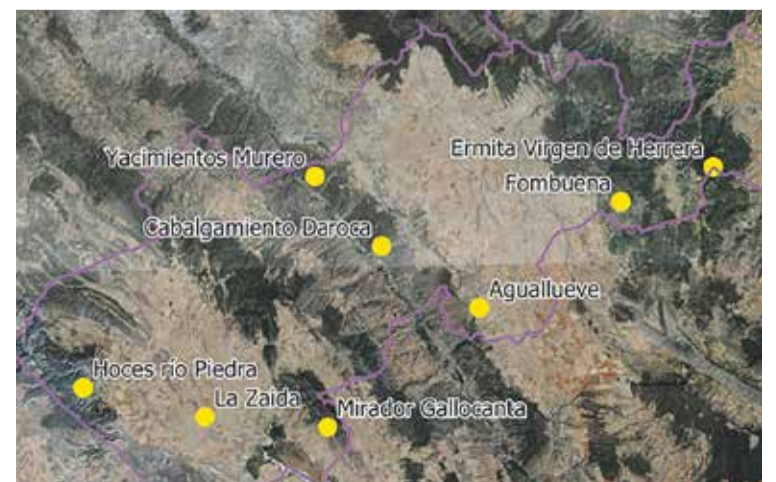 Yacimientos Murero
Ermita Virgen de Herrera
Fombuena
Cabalgamiento Daroca
Aguallueve
Hoces río Piedra
La Zaida
Mirador Gallocanta